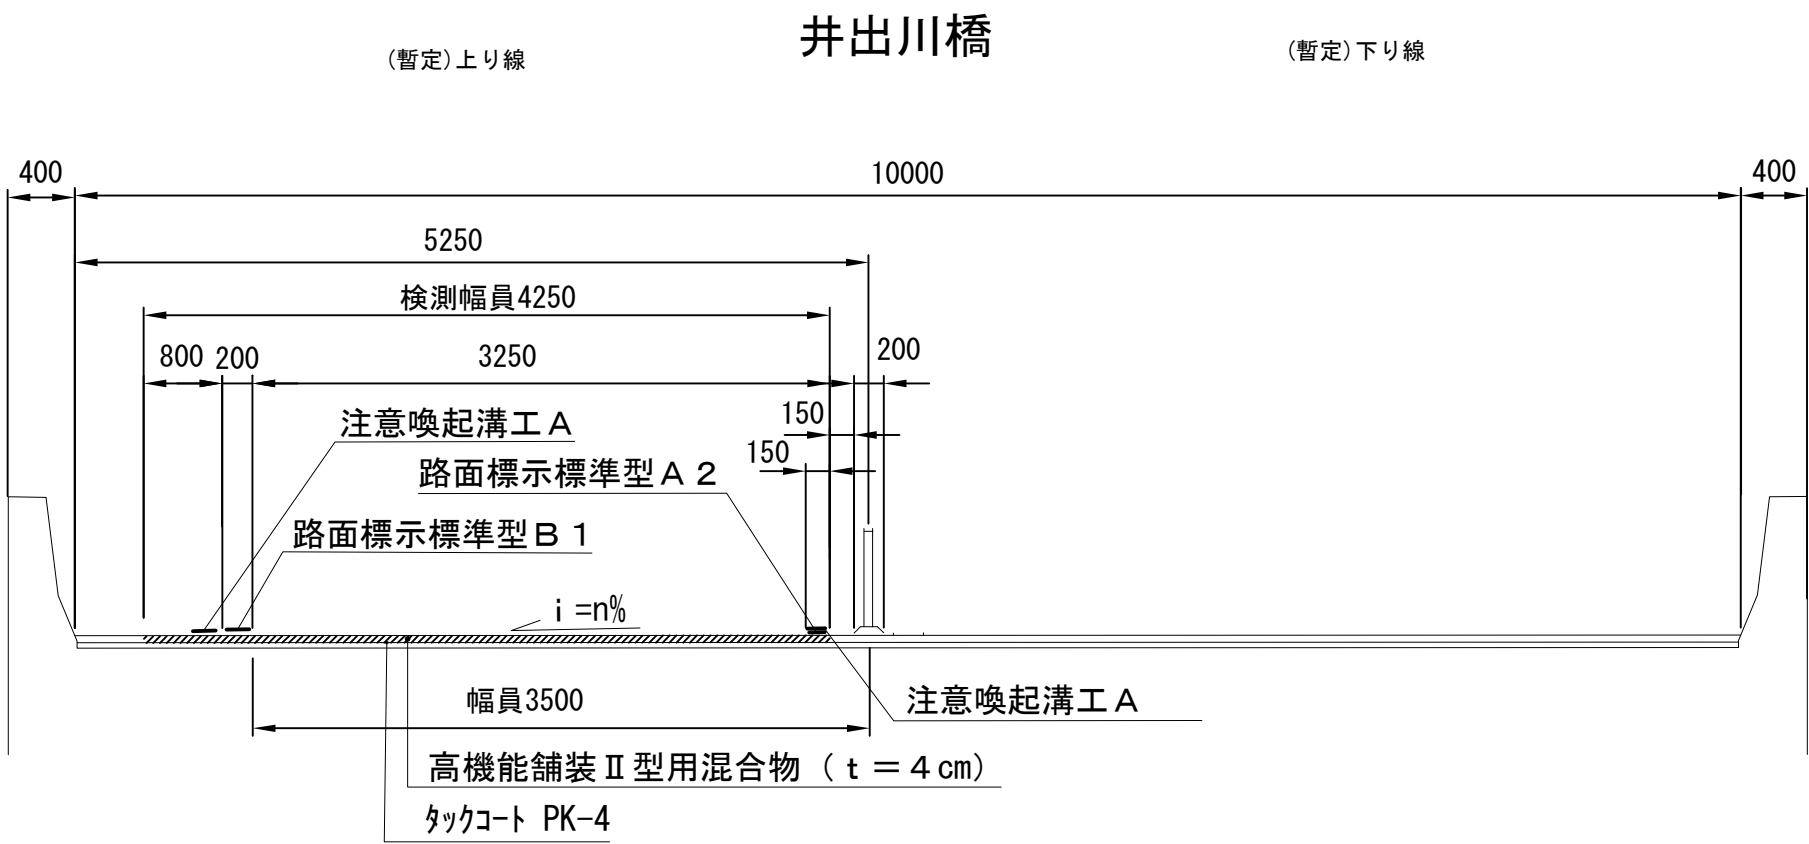 井出川橋
(暫定)上り線
(暫定)下り線
400
10000
400
5250
検測幅員4250
800
200
3250
200
150
注意喚起溝工A
150
路面標示標準型A2
路面標示標準型B1
i=n%
幅員3500
注意喚起溝工A
高機能舗装Ⅱ型用混合物(t=4cm)
ﾀｯｸｺｰﾄ PK-4